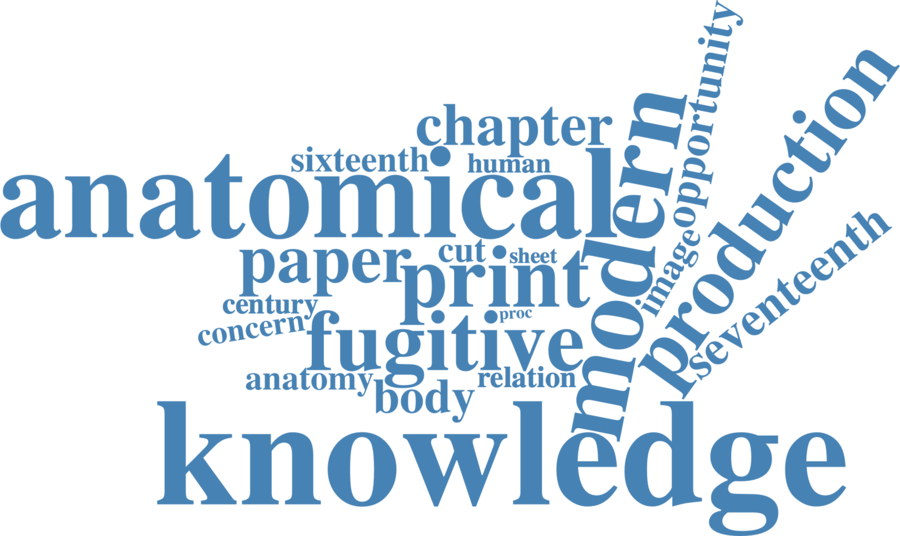 opportunity
production
chapter
modern
sixteenth
human
anatomical
image
seventeenth
paper
cut
sheet
print
century
concern
proc
fugitive
anatomy
body
relation
knowledge